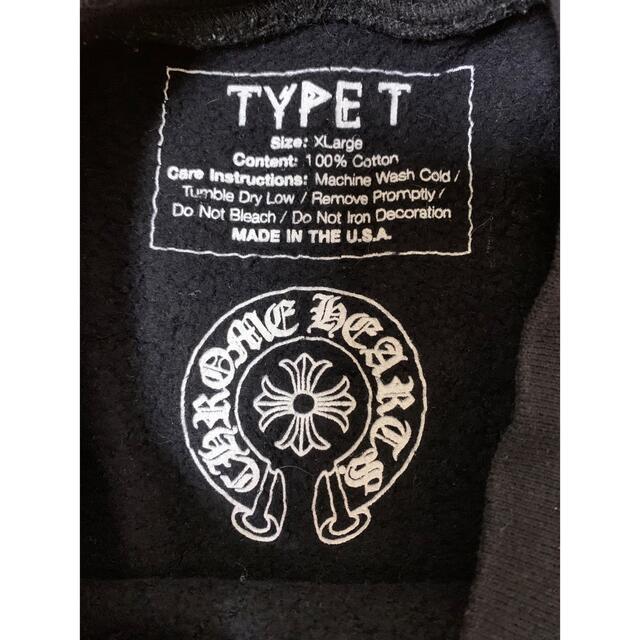 TYPE T
Size: XLarge
Content: 100% Cotton
Care Instructions: Machine Wash Cold /
Tumble Dry Low / Remove Promptly /
Do Not Bleach / Do Not Iron Decoration
MADE IN THE U.S.A.
CHROME HEARTS